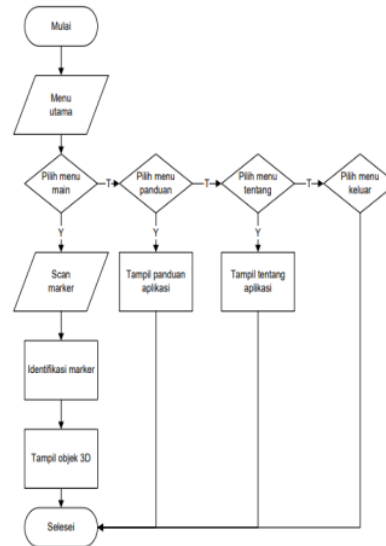 Mulai
Menu
utama
Pilih menu
main
T
Pilih menu
panduan
T
Pilih menu
tentang
T
Pilih menu
keluar
Y
Y
Y
Scan
marker
Tampil panduan
aplikasi
Tampil tentang
aplikasi
Identifikasi marker
Tampil objek 3D
Selesei